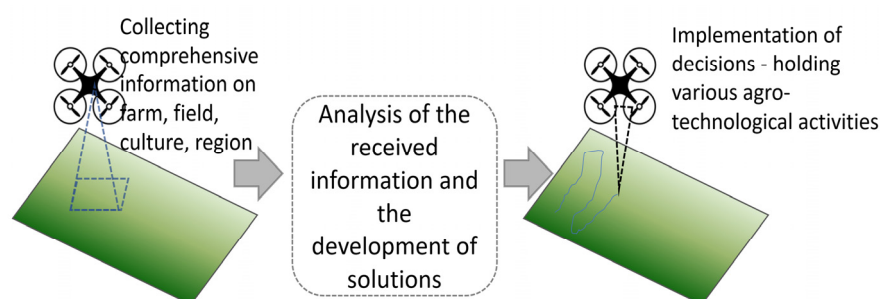 Collecting
comprehensive
information on
farm, field,
culture, region
Analysis of the
received
information and
the
development of
solutions
Implementation of
decisions - holding
various agro-
technological activities